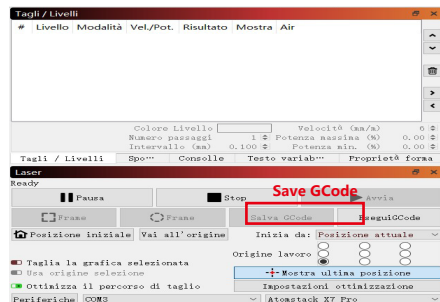 Tagli / Livelli
# Livello Modalità Vel./Pot. Risultato Mostra Air
Colore Livello Velocità (mm/m) 0
Numero passaggi 1 Potenza massima (%) 0.00
Intervallo (mm) 0.100 Potenza min. (%) 0.00
Tagli / Livelli Spo··· Consolle Testo variab··· Proprietà forma
Laser
Ready
Save GCode
Pausa Stop Avvia
Frame Frame Salva GCode EseguiGCode
Posizione iniziale Vai all'origine Inizia da: Posizione attuale
Origine lavoro
Taglia la grafica selezionata
Usa origine selezione Mostra ultima posizione
Ottimizza il percorso di taglio Impostazioni ottimizzazione
Periferiche COM3 Atomstack X7 Pro